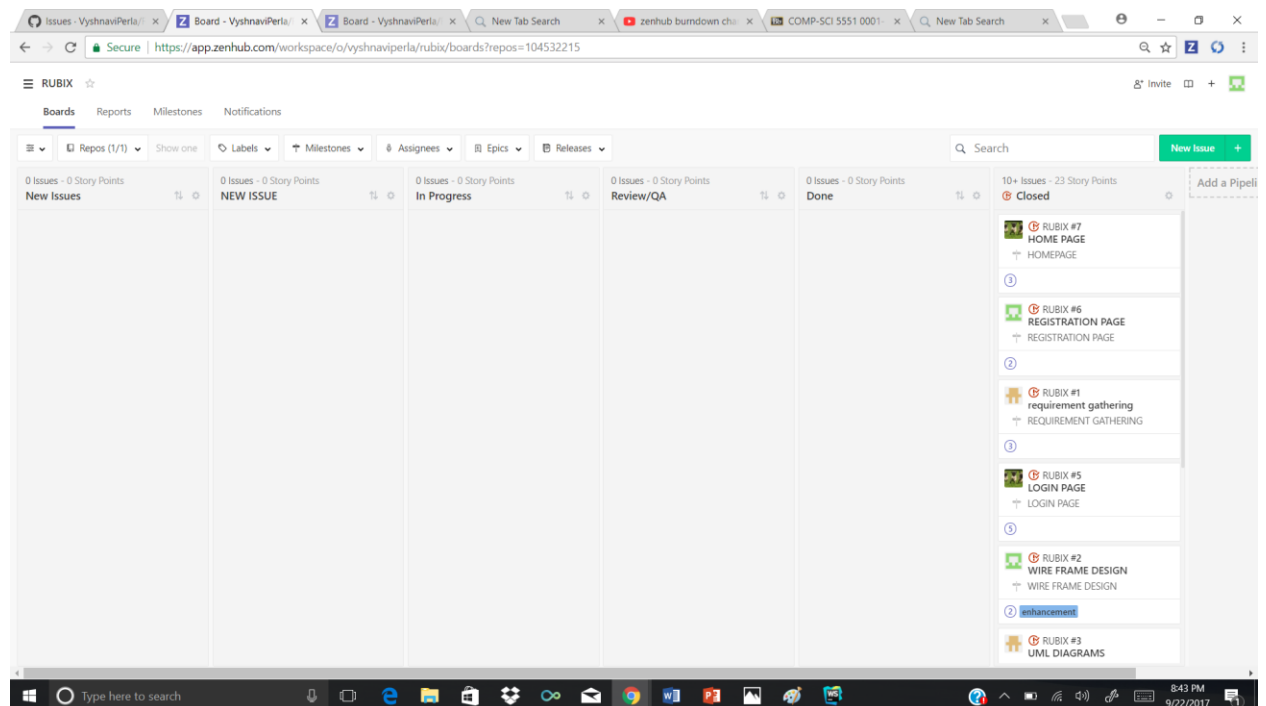 Issues · VyshnaviPerla/
Board - VyshnaviPerla/
Board - VyshnaviPerla/
New Tab Search
zenhub burndown cha
COMP-SCI 5551 0001-
New Tab Search
Secure https://app.zenhub.com/workspace/o/vyshnaviperla/rubix/boards?repos=104532215
RUBIX
Invite
Boards Reports Milestones Notifications
Repos (1/1) Show one Labels Milestones Assignees Epics Releases Search New Issue +
0 Issues - 0 Story Points
New Issues
0 Issues - 0 Story Points
NEW ISSUE
0 Issues - 0 Story Points
In Progress
0 Issues - 0 Story Points
Review/QA
0 Issues - 0 Story Points
Done
10+ Issues - 23 Story Points
Closed
Add a Pipeli
RUBIX #7
HOME PAGE
HOMEPAGE
3
RUBIX #6
REGISTRATION PAGE
REGISTRATION PAGE
2
RUBIX #1
requirement gathering
REQUIREMENT GATHERING
3
RUBIX #5
LOGIN PAGE
LOGIN PAGE
5
RUBIX #2
WIRE FRAME DESIGN
WIRE FRAME DESIGN
2 enhancement
RUBIX #3
UML DIAGRAMS
Type here to search
8:43 PM
9/22/2017